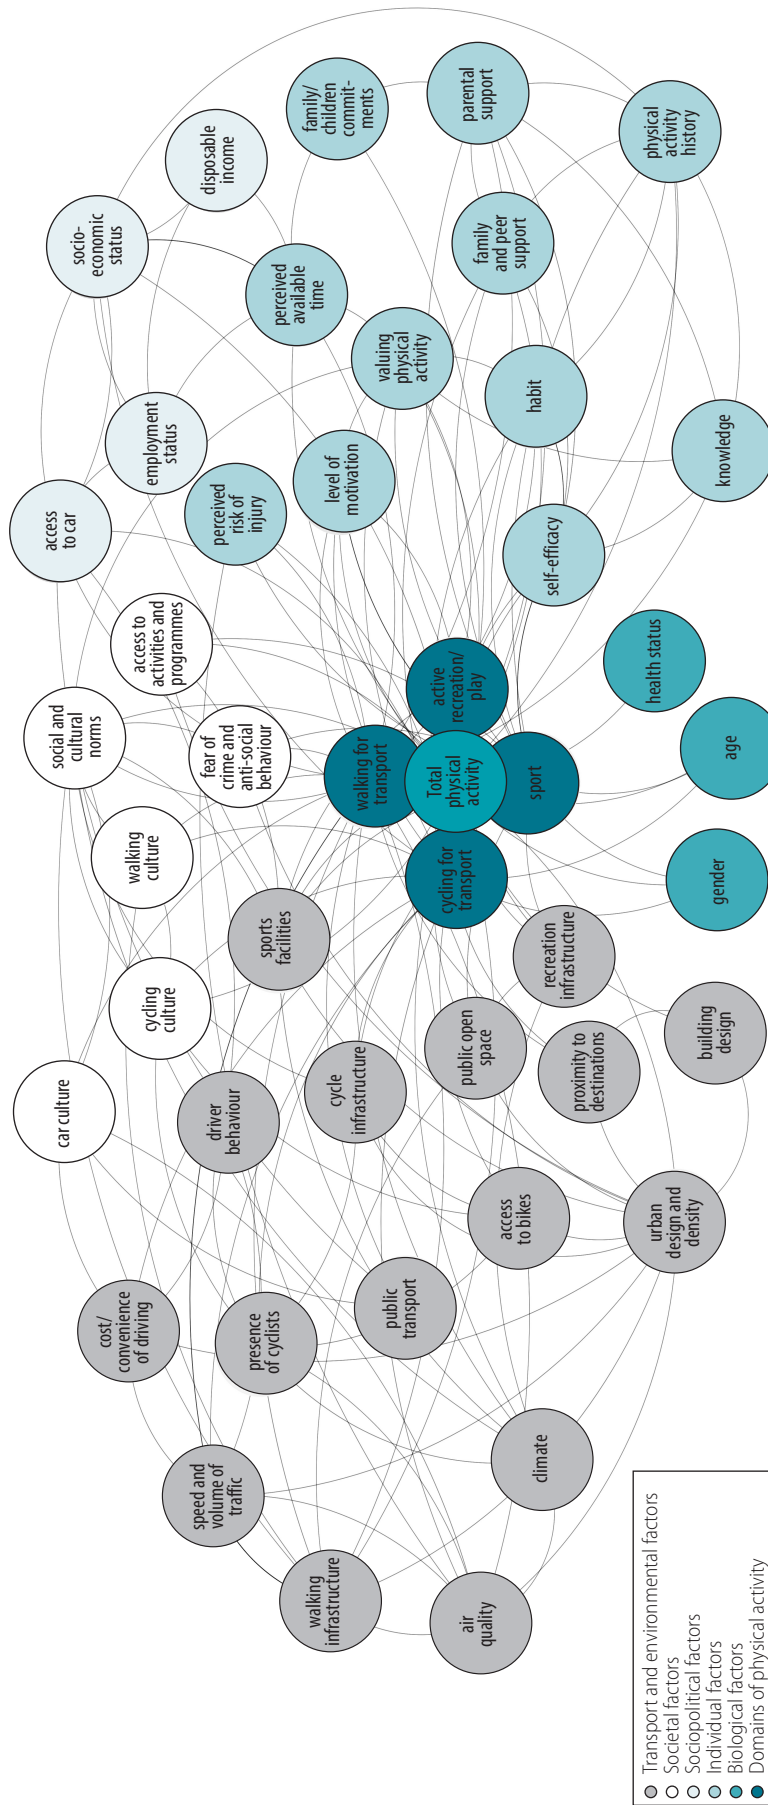 car culture
cycling
culture
walking
culture
social and
cultural
norms
access to
activities and
programmes
fear of
crime and
anti-social
behaviour
access
to car
employment
status
socio-
economic
status
disposable
income
family/
children
commit-
ments
parental
support
physical
activity
history
family
and peer
support
perceived
available
time
valuing
physical
activity
perceived
risk of
injury
level of
motivation
habit
knowledge
self-efficacy
health status
age
gender
active
recreation/
play
walking for
transport
Total
physical
activity
sport
cycling for
transport
sports
facilities
recreation
infrastructure
public open
space
proximity to
destinations
building
design
cycle
infrastructure
driver
behaviour
access
to bikes
urban
design and
density
public
transport
presence
of cyclists
cost/
convenience
of driving
speed and
volume of
traffic
climate
walking
infrastructure
air
quality
Transport and environmental factors
Societal factors
Sociopolitical factors
Individual factors
Biological factors
Domains of physical activity